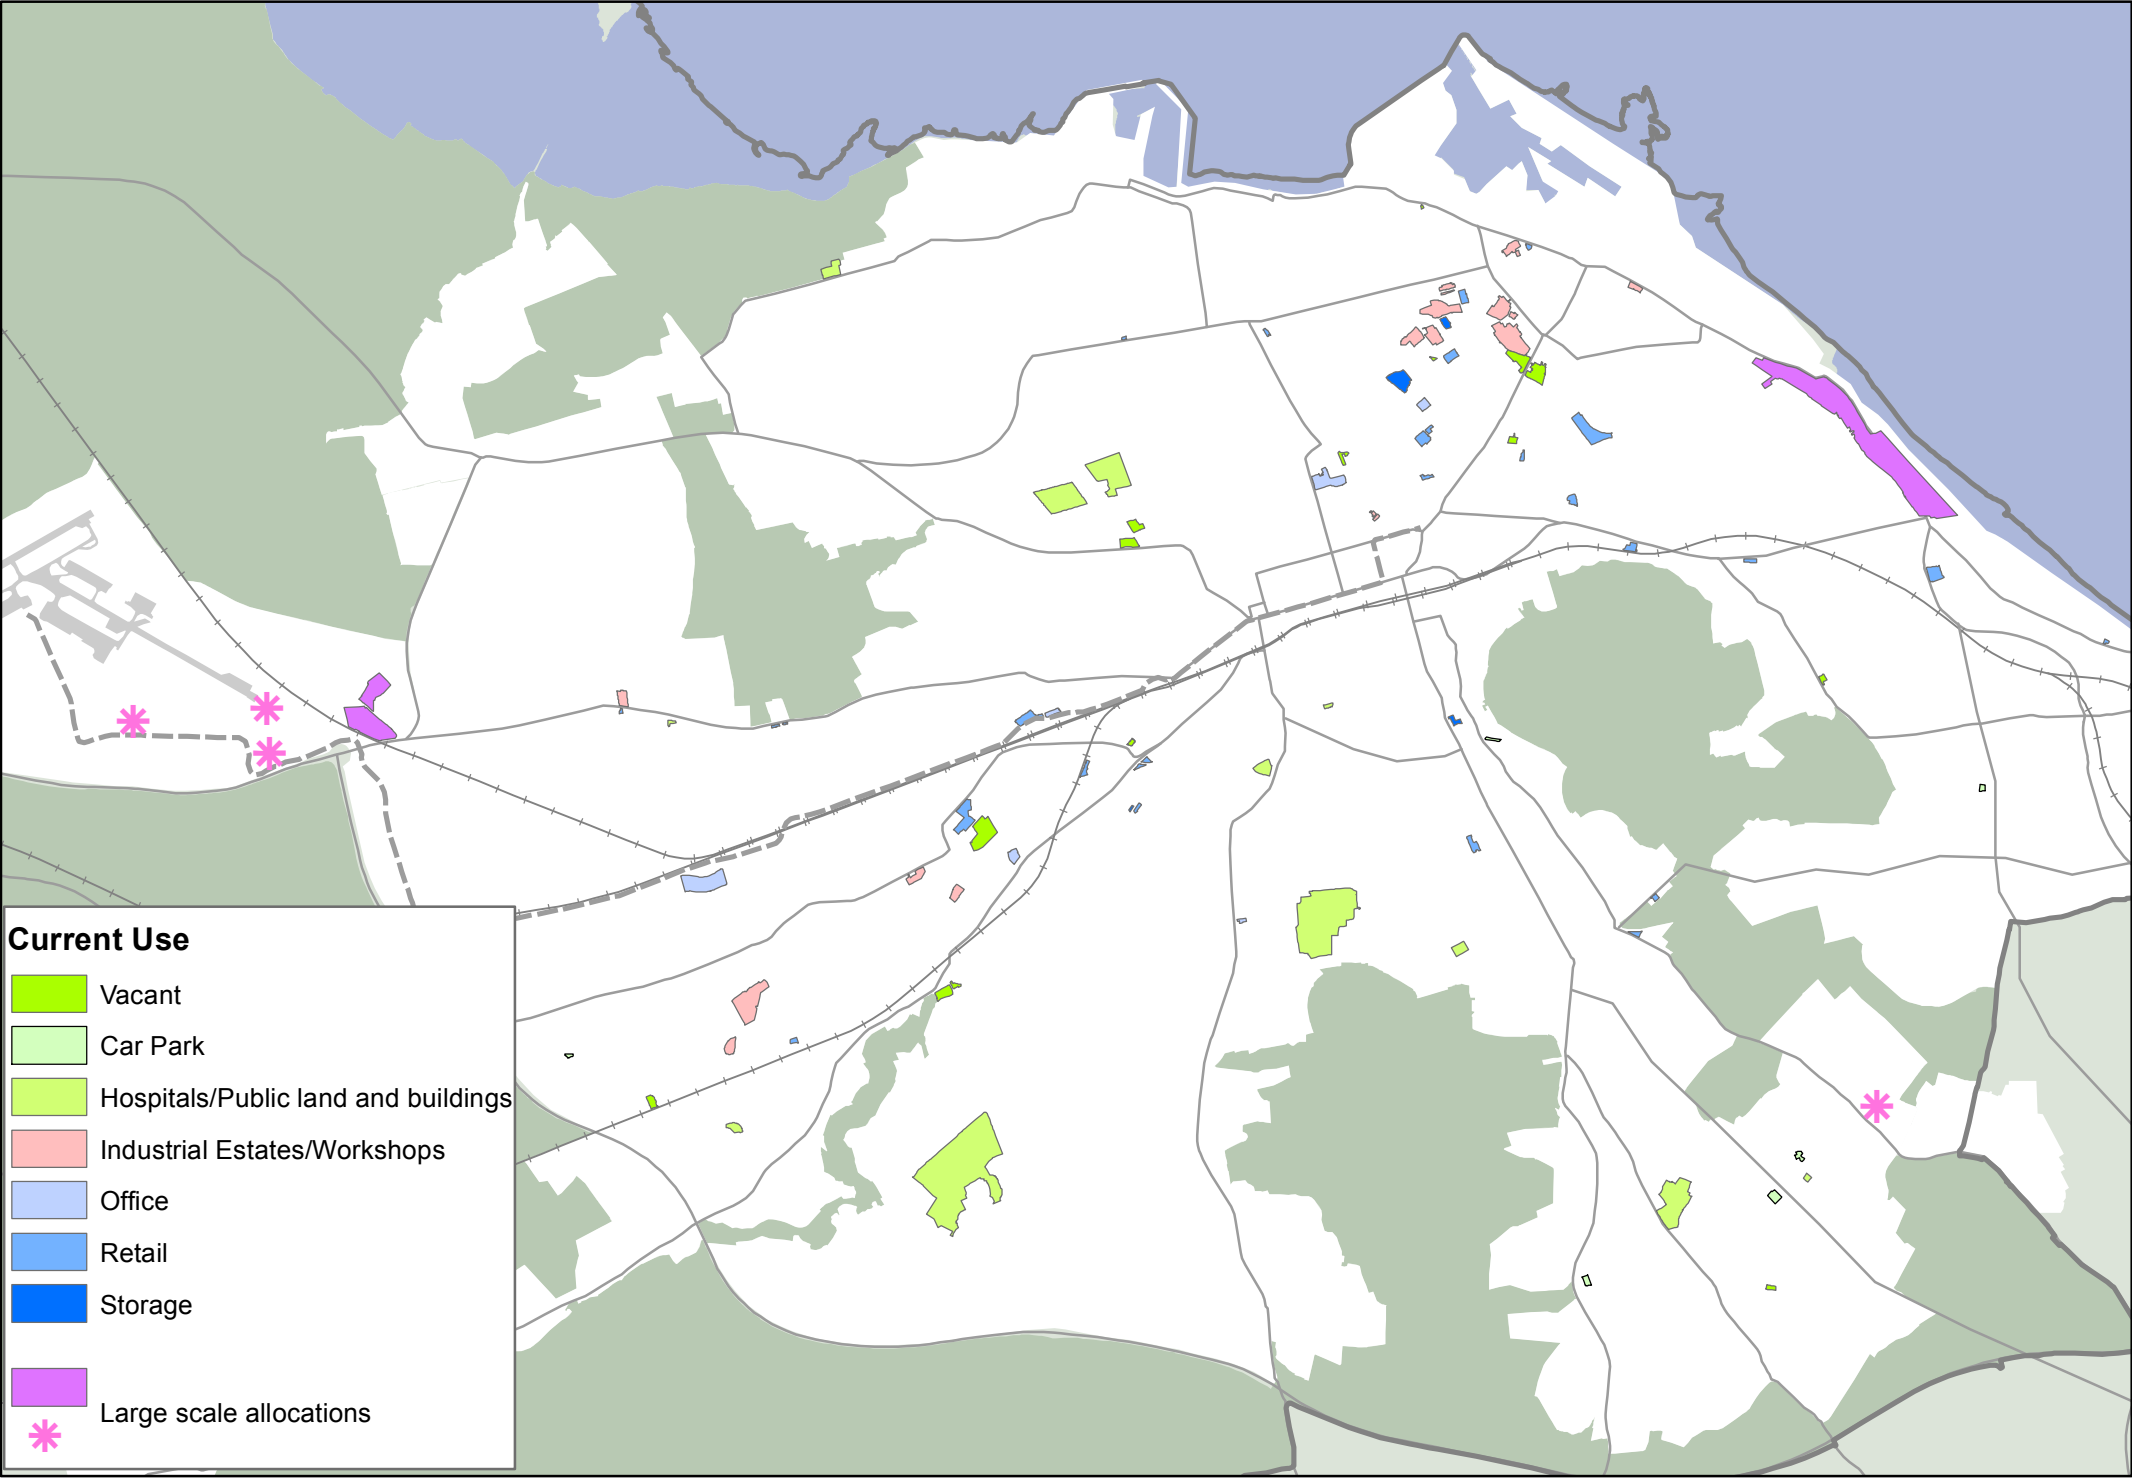 Current Use
Vacant
Car Park
Hospitals/Public land and buildings
Industrial Estates/Workshops
Office
Retail
Storage
Large scale allocations